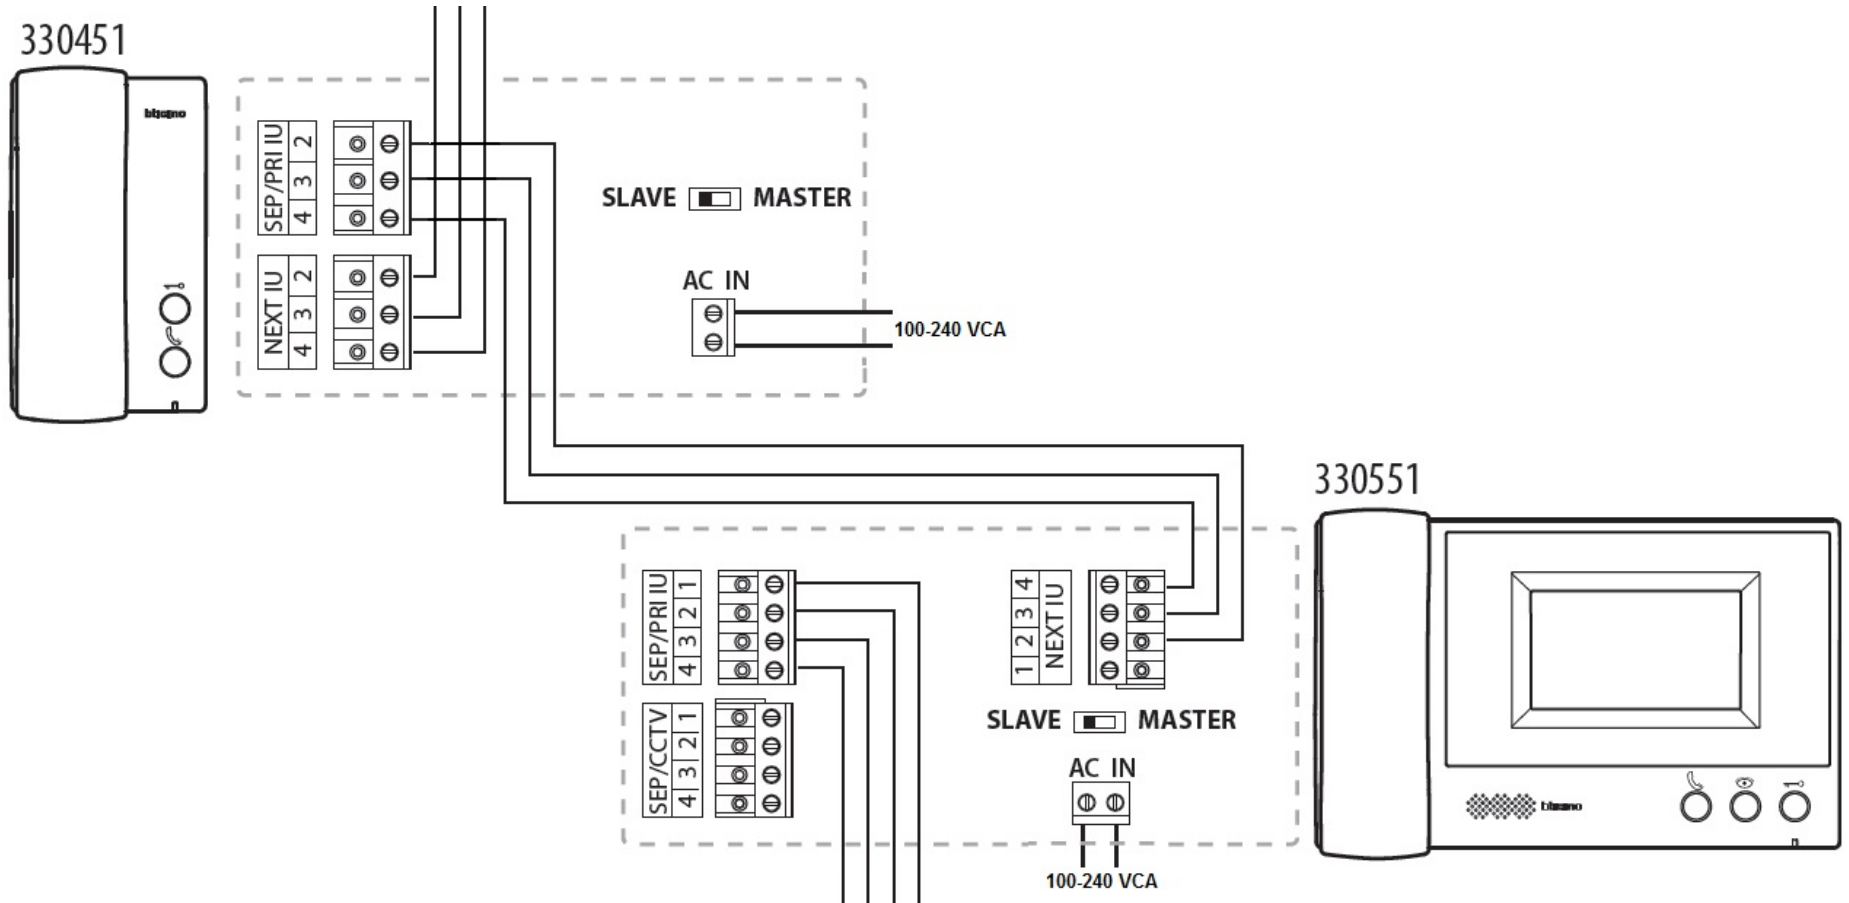 330451
bticino
SEP/PRI IU
2
3
4
SLAVE MASTER
NEXT IU
2
3
4
AC IN
100-240 VCA
330551
SEP/PRI IU
1
2
3
4
1 2 3 4
NEXT IU
SEP/CCTV
1
2
3
4
SLAVE MASTER
AC IN
100-240 VCA
bticino